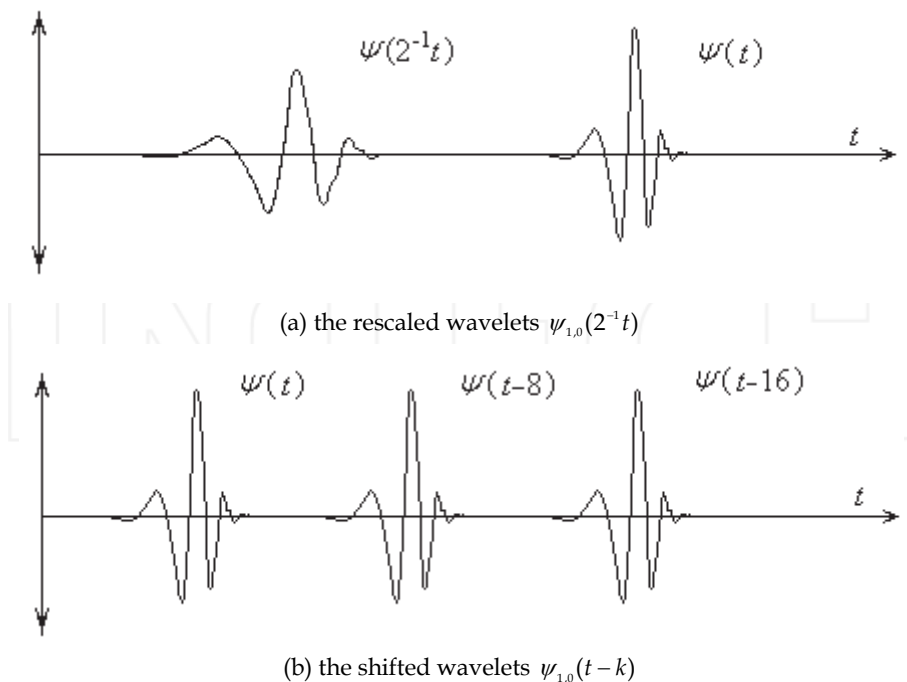 Ψ(2⁻¹t) Ψ(t)
t
(a) the rescaled wavelets ψ₁,₀(2⁻¹t)
Ψ(t) Ψ(t–8) Ψ(t–16)
t
(b) the shifted wavelets ψ₁,₀(t − k)